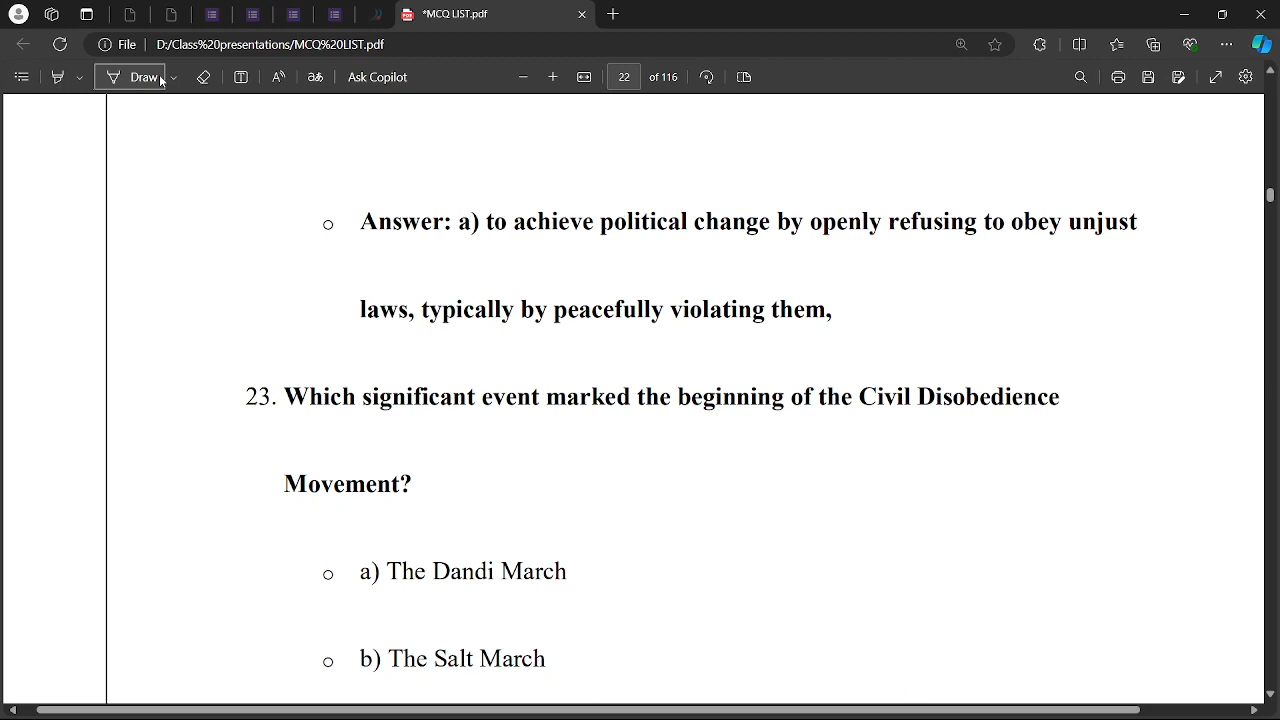 *MCQ LIST.pdf
File D:/Class%20presentations/MCQ%20LIST.pdf
Draw Ask Copilot 22 of 116
Answer: a) to achieve political change by openly refusing to obey unjust
laws, typically by peacefully violating them,
23. Which significant event marked the beginning of the Civil Disobedience
Movement?
a) The Dandi March
b) The Salt March